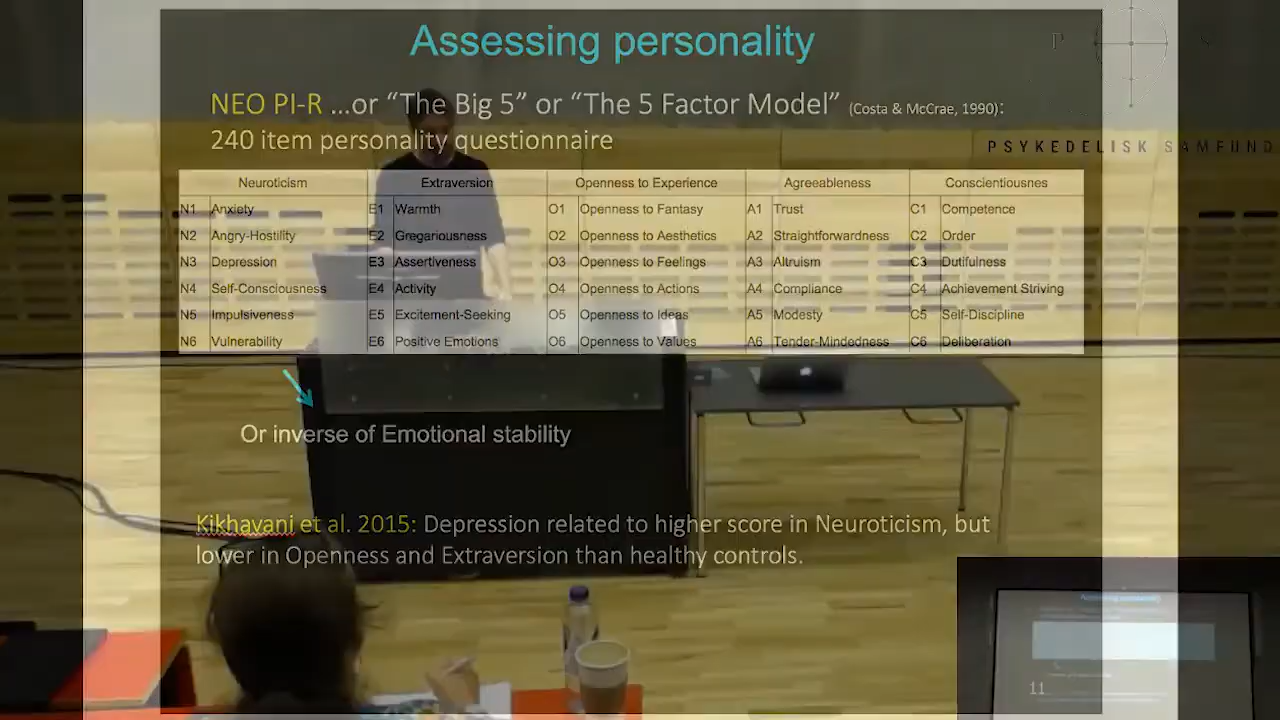 Assessing personality
NEO PI-R ...or “The Big 5” or “The 5 Factor Model” (Costa & McCrae, 1990):
240 item personality questionnaire
PSYKEDELISK SAMFUND
Neuroticism Extraversion Openness to Experience Agreeableness Conscientiousnes
N1 Anxiety E1 Warmth O1 Openness to Fantasy A1 Trust C1 Competence
N2 Angry-Hostility E2 Gregariousness O2 Openness to Aesthetics A2 Straightforwardness C2 Order
N3 Depression E3 Assertiveness O3 Openness to Feelings A3 Altruism C3 Dutifulness
N4 Self-Consciousness E4 Activity O4 Openness to Actions A4 Compliance C4 Achievement Striving
N5 Impulsiveness E5 Excitement-Seeking O5 Openness to Ideas A5 Modesty C5 Self-Discipline
N6 Vulnerability E6 Positive Emotions O6 Openness to Values A6 Tender-Mindedness C6 Deliberation
Or inverse of Emotional stability
Kikhavani et al. 2015: Depression related to higher score in Neuroticism, but
lower in Openness and Extraversion than healthy controls.
Assessing personality
11